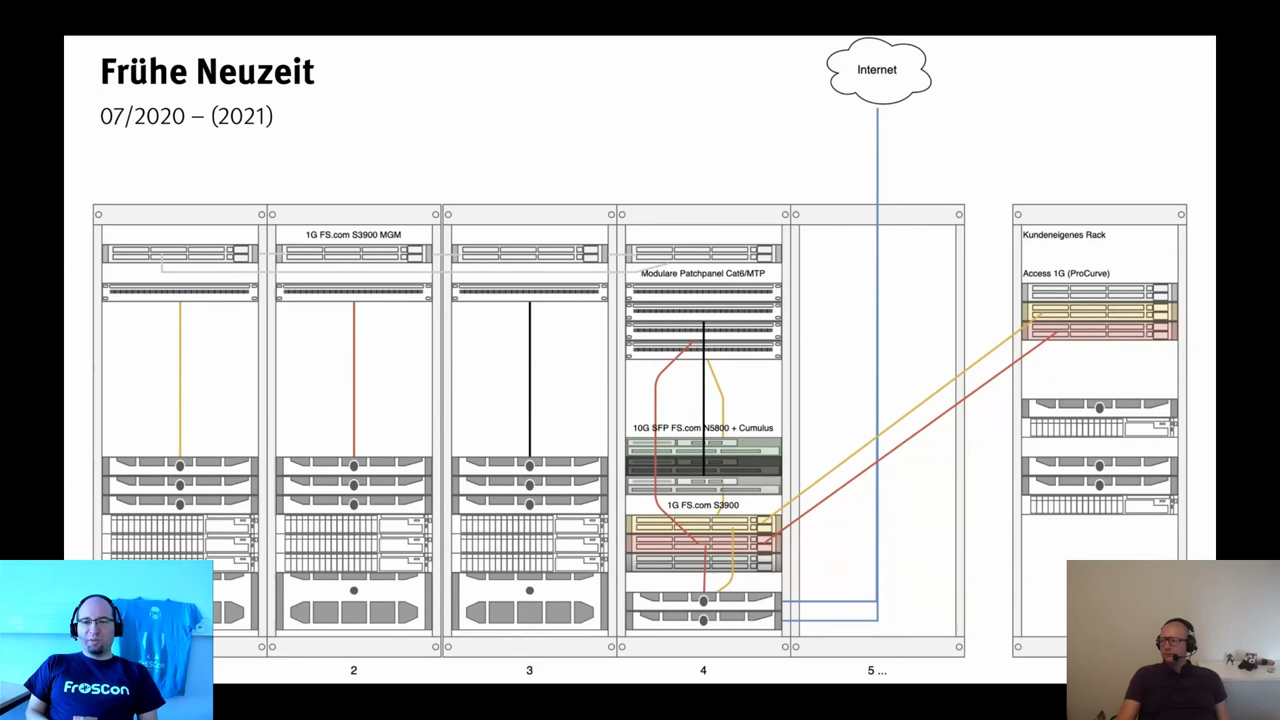 Frühe Neuzeit
07/2020 – (2021)
Internet
1G FS.com S3900 MGM
Modulare Patchpanel Cat6/MTP
10G SFP FS.com N5800 + Cumulus
1G FS.com S3900
Kundeneigenes Rack
Access 1G (ProCurve)
2
3
4
5 ...
FrOSCon
FrOSCon